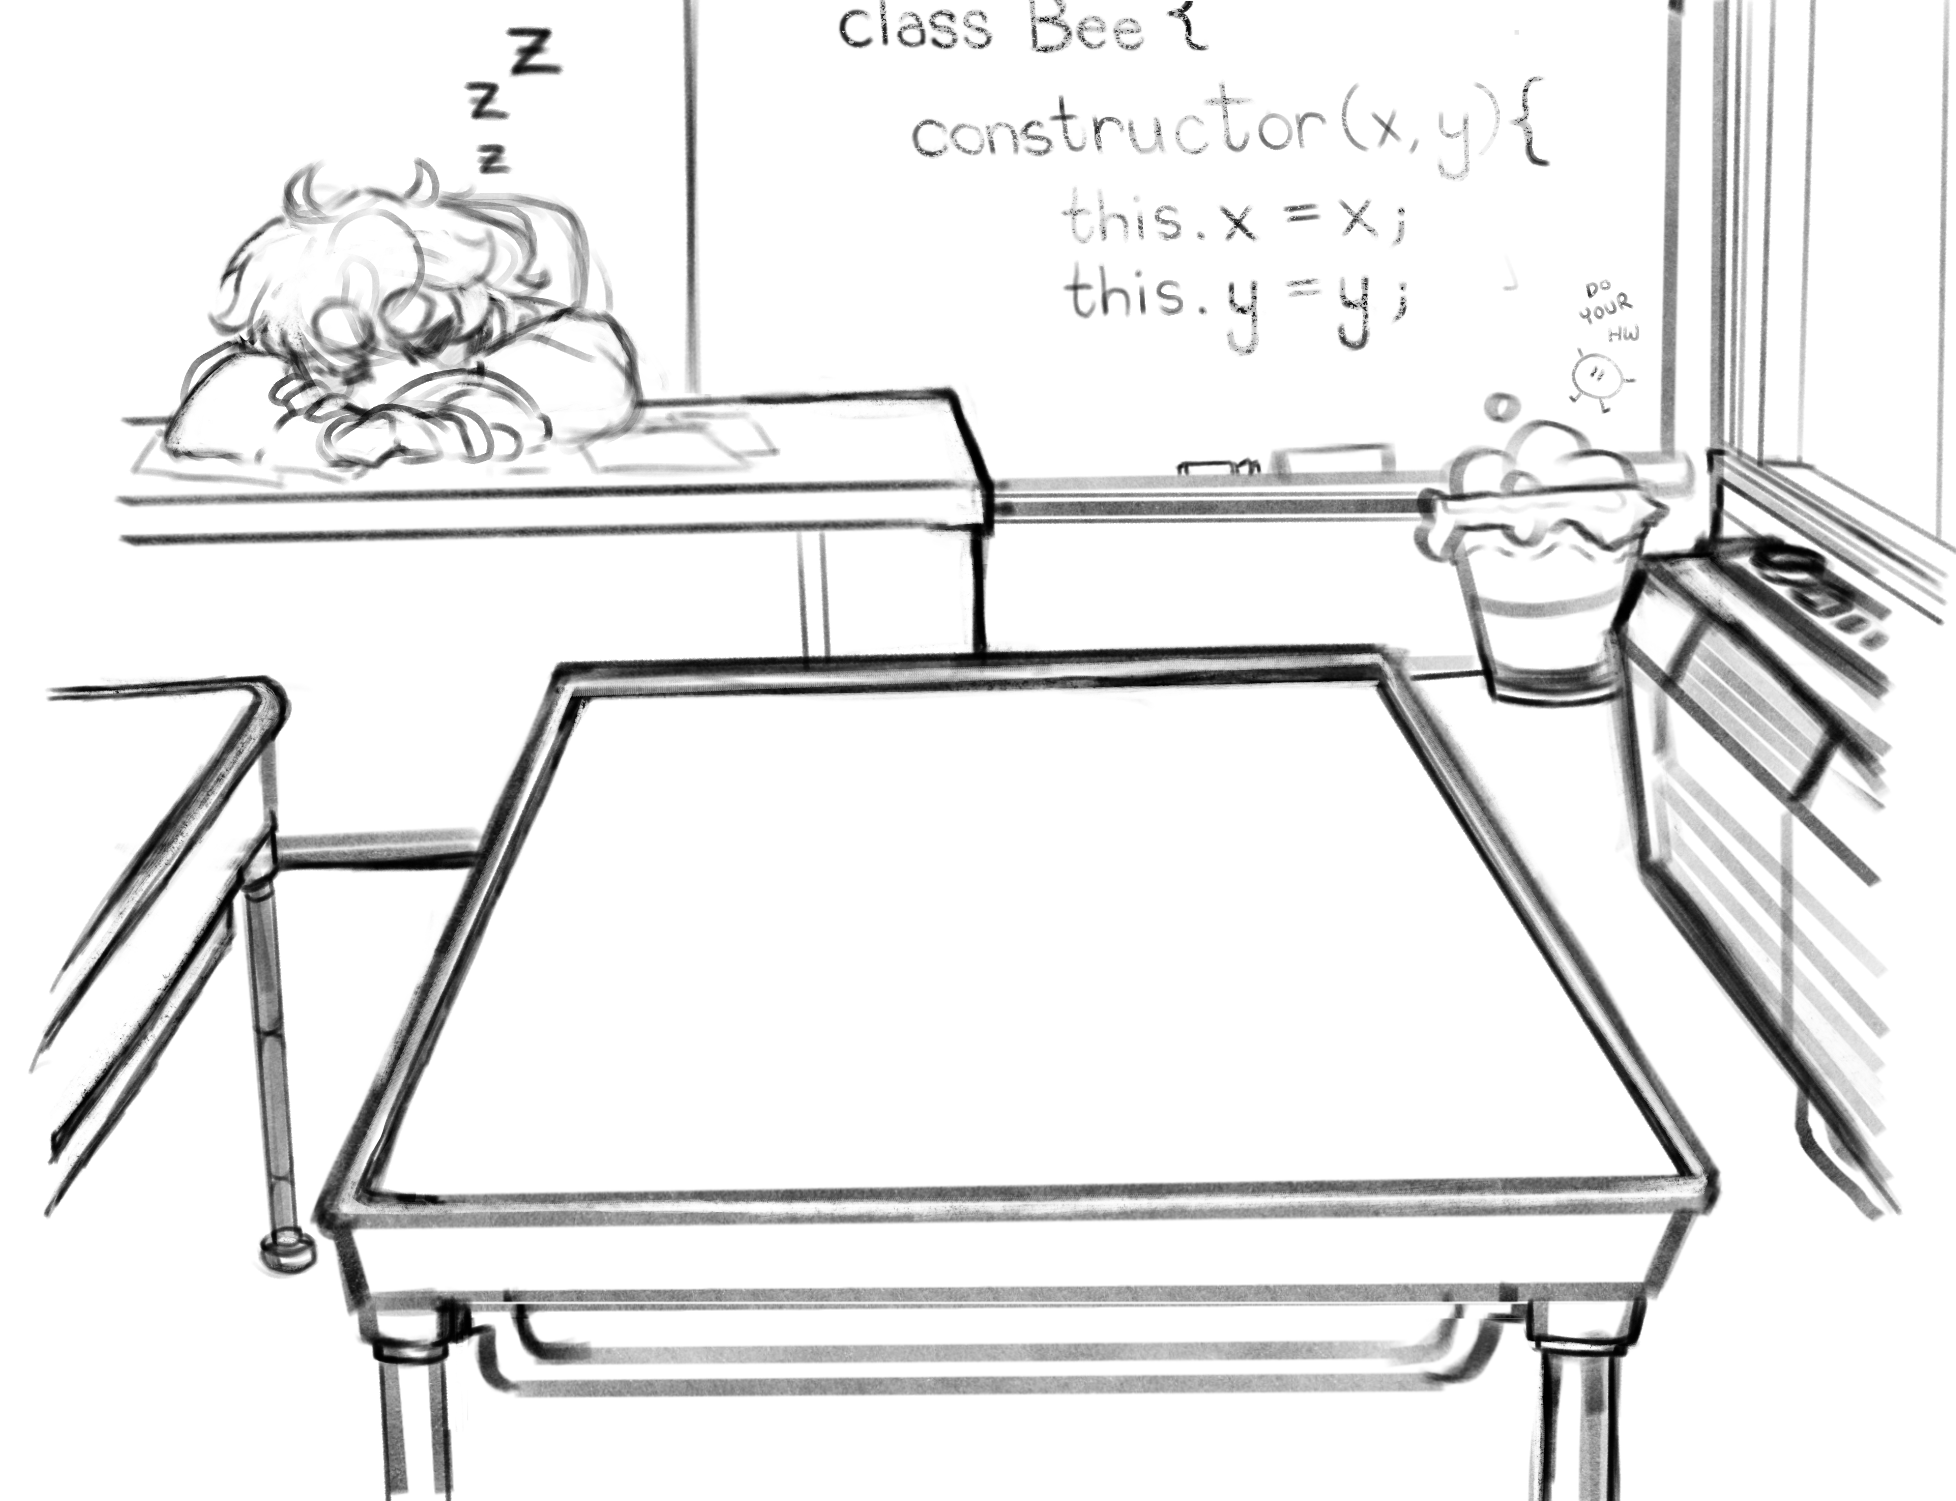 z
z
z
class Bee {
constructor(x, y) {
this.x = x;
this.y = y;
DO
YOUR
HW